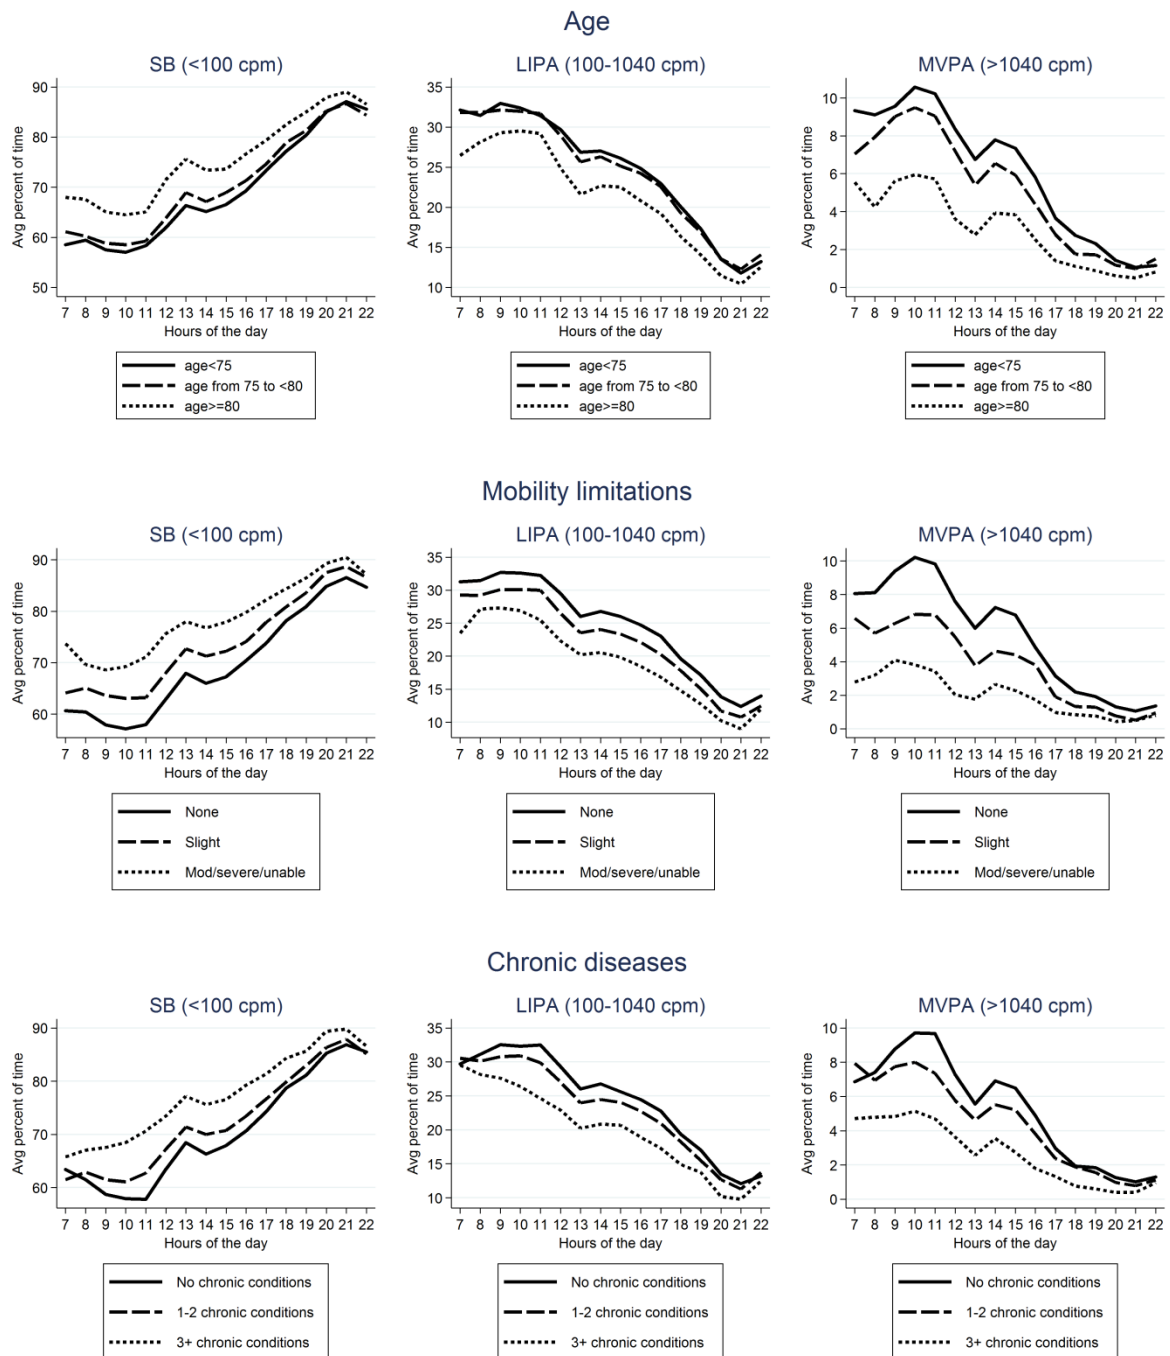 Age
SB (<100 cpm)
LIPA (100-1040 cpm)
MVPA (>1040 cpm)
Avg percent of time
90
80
70
60
50
7 8 9 10 11 12 13 14 15 16 17 18 19 20 21 22
Hours of the day
Avg percent of time
35
30
25
20
15
10
7 8 9 10 11 12 13 14 15 16 17 18 19 20 21 22
Hours of the day
Avg percent of time
10
8
6
4
2
0
7 8 9 10 11 12 13 14 15 16 17 18 19 20 21 22
Hours of the day
age<75
age from 75 to <80
age>=80
age<75
age from 75 to <80
age>=80
age<75
age from 75 to <80
age>=80
Mobility limitations
SB (<100 cpm)
LIPA (100-1040 cpm)
MVPA (>1040 cpm)
Avg percent of time
90
80
70
60
7 8 9 10 11 12 13 14 15 16 17 18 19 20 21 22
Hours of the day
Avg percent of time
35
30
25
20
15
10
7 8 9 10 11 12 13 14 15 16 17 18 19 20 21 22
Hours of the day
Avg percent of time
10
8
6
4
2
0
7 8 9 10 11 12 13 14 15 16 17 18 19 20 21 22
Hours of the day
None
Slight
Mod/severe/unable
None
Slight
Mod/severe/unable
None
Slight
Mod/severe/unable
Chronic diseases
SB (<100 cpm)
LIPA (100-1040 cpm)
MVPA (>1040 cpm)
Avg percent of time
90
80
70
60
7 8 9 10 11 12 13 14 15 16 17 18 19 20 21 22
Hours of the day
Avg percent of time
35
30
25
20
15
10
7 8 9 10 11 12 13 14 15 16 17 18 19 20 21 22
Hours of the day
Avg percent of time
10
8
6
4
2
0
7 8 9 10 11 12 13 14 15 16 17 18 19 20 21 22
Hours of the day
No chronic conditions
1-2 chronic conditions
3+ chronic conditions
No chronic conditions
1-2 chronic conditions
3+ chronic conditions
No chronic conditions
1-2 chronic conditions
3+ chronic conditions